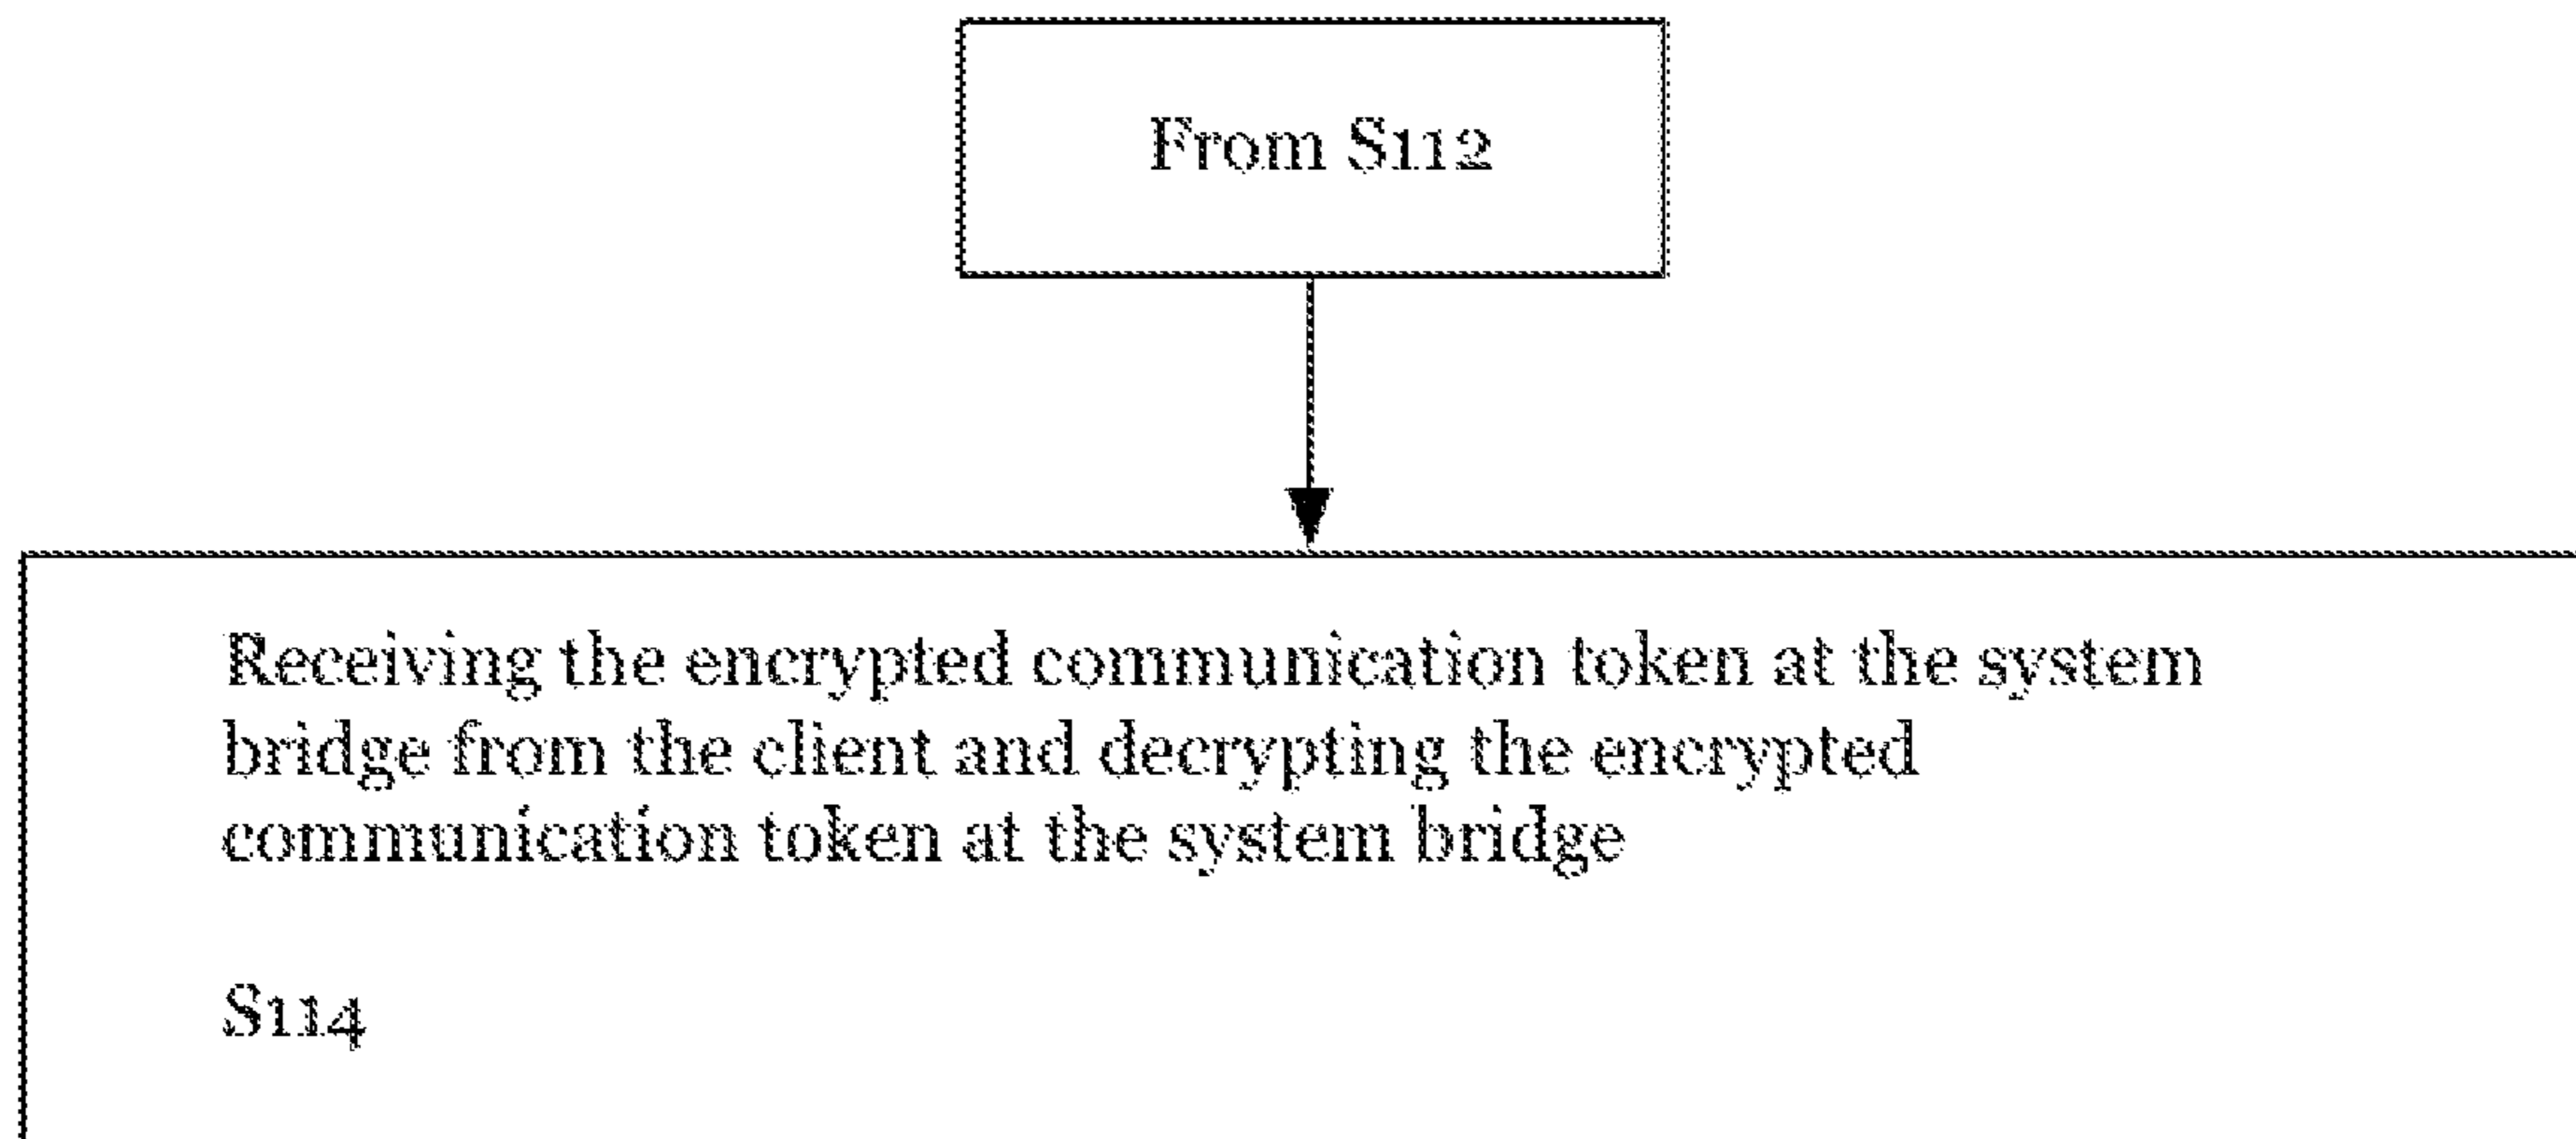 From S112
Receiving the encrypted communication token at the system
bridge from the client and decrypting the encrypted
communication token at the system bridge
S114